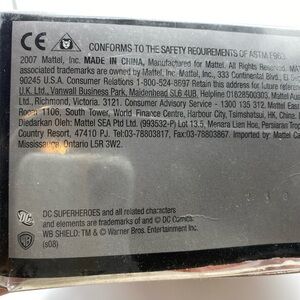 CE CONFORMS TO THE SAFETY REQUIREMENTS OF ASTM F963.
2007 Mattel, Inc. MADE IN CHINA. Manufactured for Mattel. All Rights Reserved. MA
associated trademarks are owned by Mattel, Inc. Mattel, Inc., 333 Continental Blvd., El
90245 U.S.A. Consumer Relations 1-800-524-8697. Retain this address for future reference
U.K. Ltd., Vanwall Business Park, Maidenhead SL6 4UB. Helpline 01628500303. Mattel Aust
Ltd., Richmond, Victoria. 3121. Consumer Advisory Service - 1300 135 312. Mattel East
Room 1106, South Tower, World Finance Centre, Harbour City, Tsimshatsui, HK, Chi
Diedarkan Oleh: Mattel SEA Ptd Ltd. (993532-P) Lot 13.5, Menara Lien Hoe, Persiaran Trop
Country Resort, 47410 PJ. Tel:03-78803817, Fax:03-78803867. Imported by: Mattel Ca
Mississauga, Ontario L5R 3W2.
DC
DC SUPERHEROES and all related characters
and elements are trademarks of and © DC Comics.
WB SHIELD: TM & © Warner Bros. Entertainment Inc.
(s08)